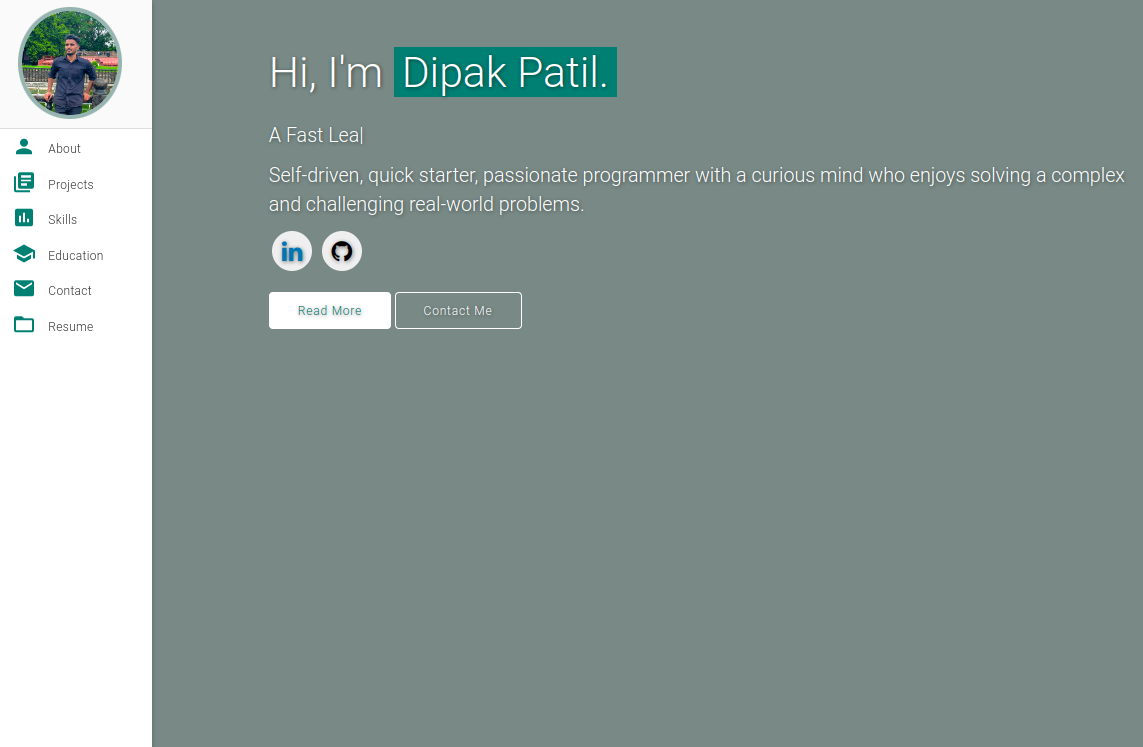 Hi, I'm Dipak Patil.
A Fast Lea|
Self-driven, quick starter, passionate programmer with a curious mind who enjoys solving a complex
and challenging real-world problems.
in
Read More
Contact Me
About
Projects
Skills
Education
Contact
Resume